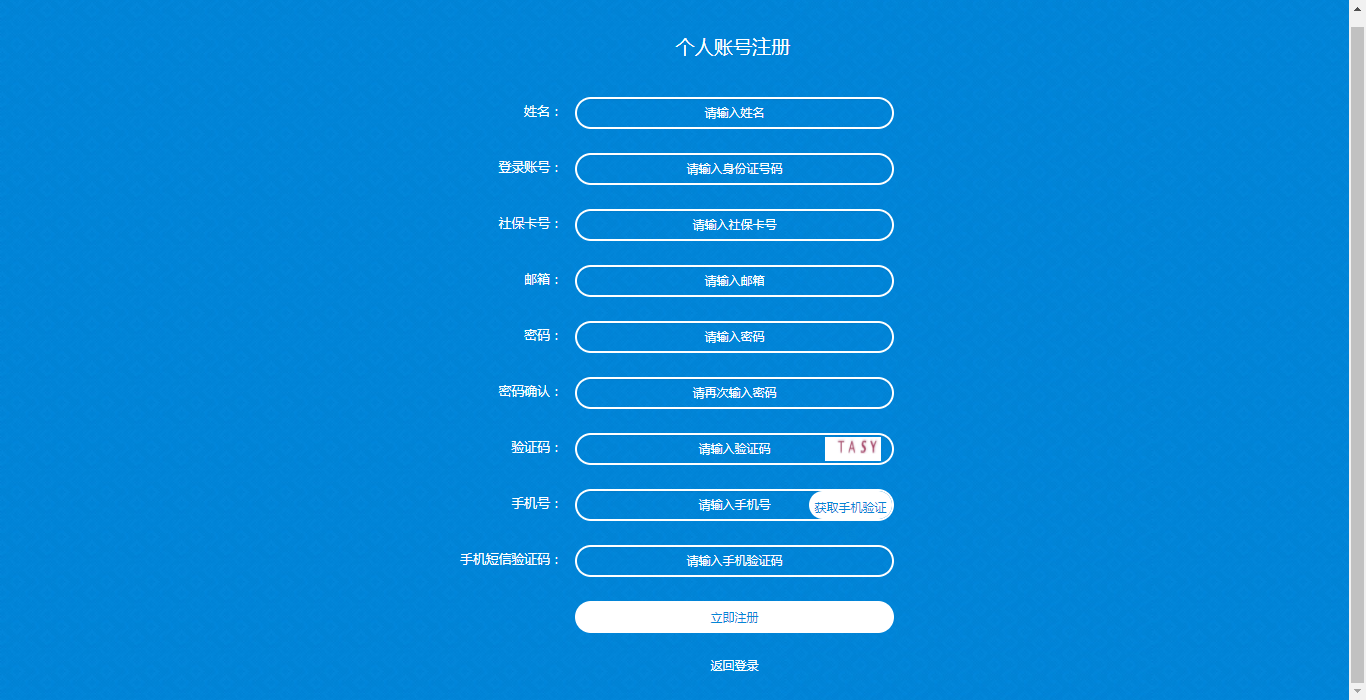 个人账号注册
姓名： 请输入姓名
登录账号： 请输入身份证号码
社保卡号： 请输入社保卡号
邮箱： 请输入邮箱
密码： 请输入密码
密码确认： 请再次输入密码
验证码： 请输入验证码 TASY
手机号： 请输入手机号 获取手机验证
手机短信验证码： 请输入手机验证码
立即注册
返回登录